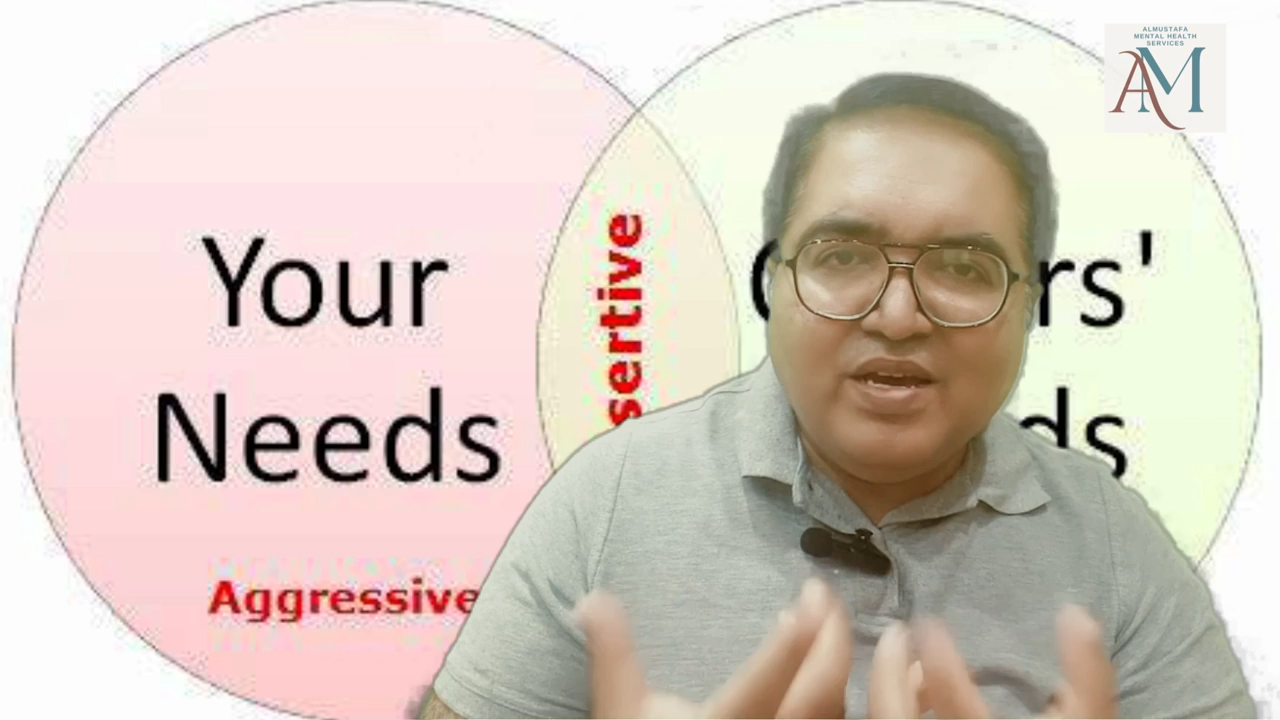 ALMUSTAFA
MENTAL HEALTH
SERVICES
AM
Your
Needs
sertive
rs'
ds
Aggressive